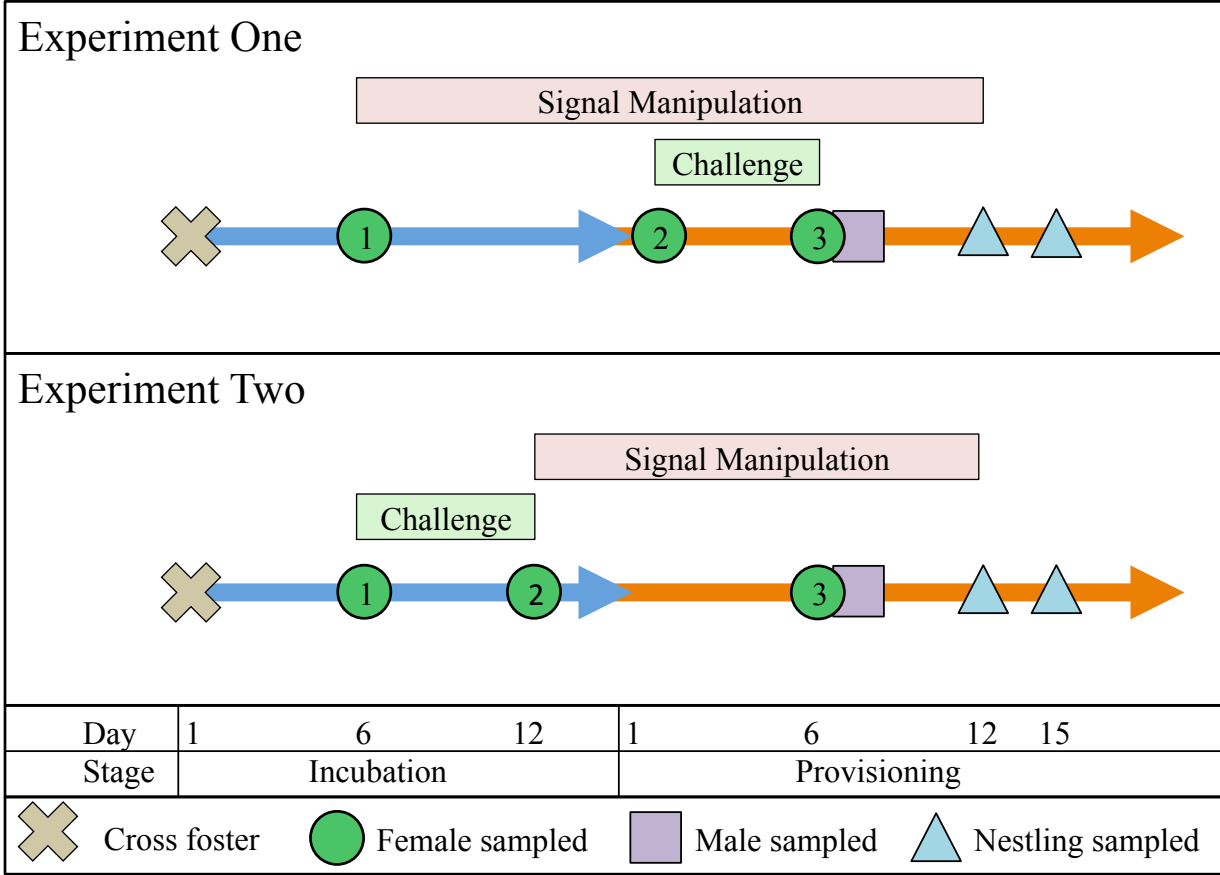 Experiment One
Signal Manipulation
Challenge
1 2 3
Experiment Two
Signal Manipulation
Challenge
1 2 3
Day 1 6 12 1 6 12 15
Stage Incubation Provisioning
Cross foster Female sampled Male sampled Nestling sampled